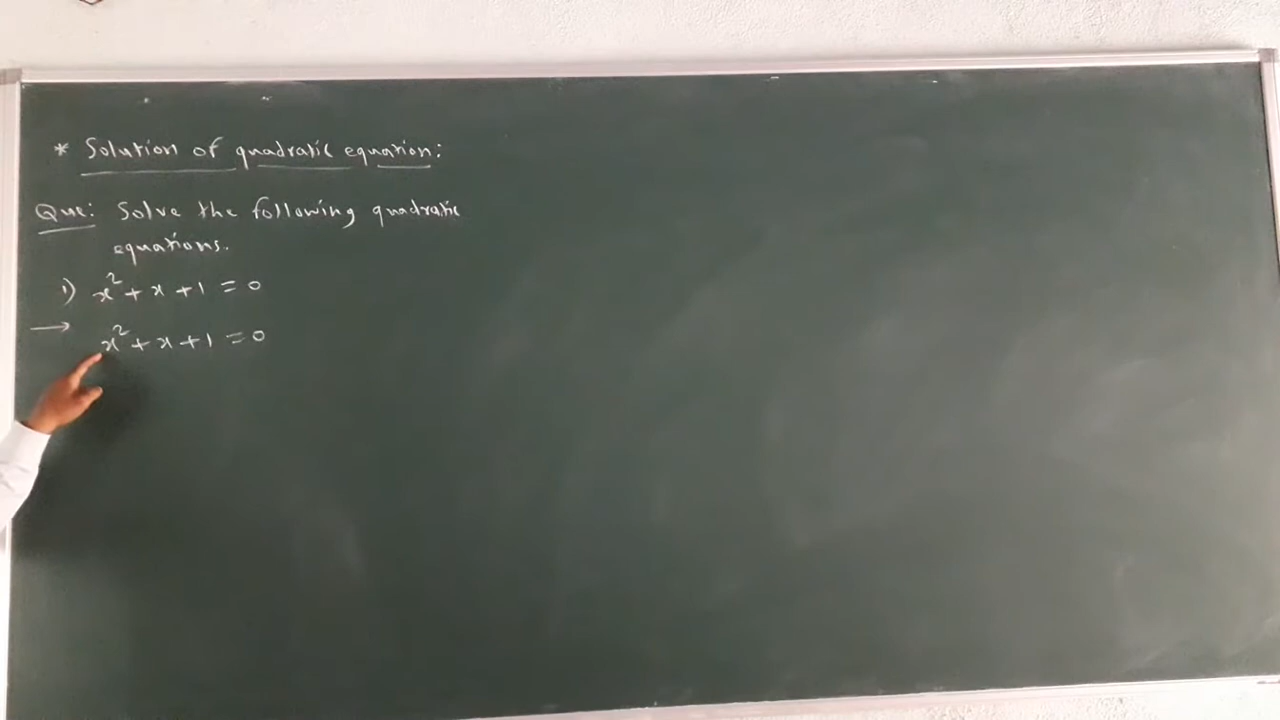 * Solution of quadratic equation:
Que: Solve the following quadratic
equations.
1) x² + x + 1 = 0
→ x² + x + 1 = 0